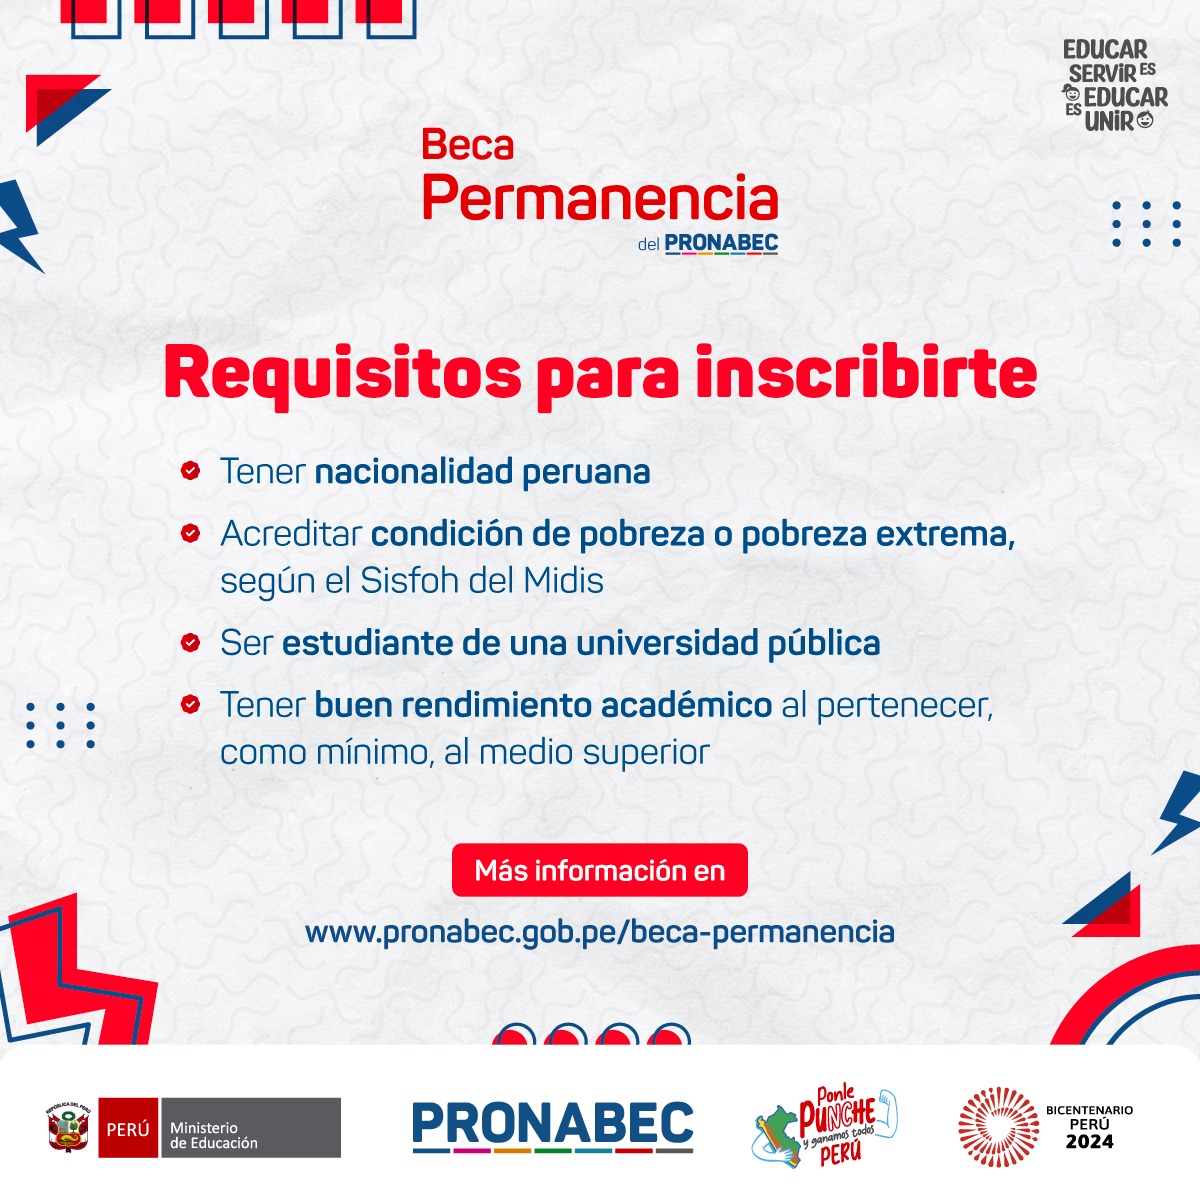 EDUCAR
SERVIR ES
ES EDUCAR
UNIR
Beca
Permanencia
del PRONABEC
Requisitos para inscribirte
Tener nacionalidad peruana
Acreditar condición de pobreza o pobreza extrema,
según el Sisfoh del Midis
Ser estudiante de una universidad pública
Tener buen rendimiento académico al pertenecer,
como mínimo, al medio superior
Más información en
www.pronabec.gob.pe/beca-permanencia
REPÚBLICA DEL PERÚ
PERÚ
Ministerio
de Educación
PRONABEC
Ponle
PUNCHE
y ganamos todos
PERÚ
BICENTENARIO
PERÚ
2024